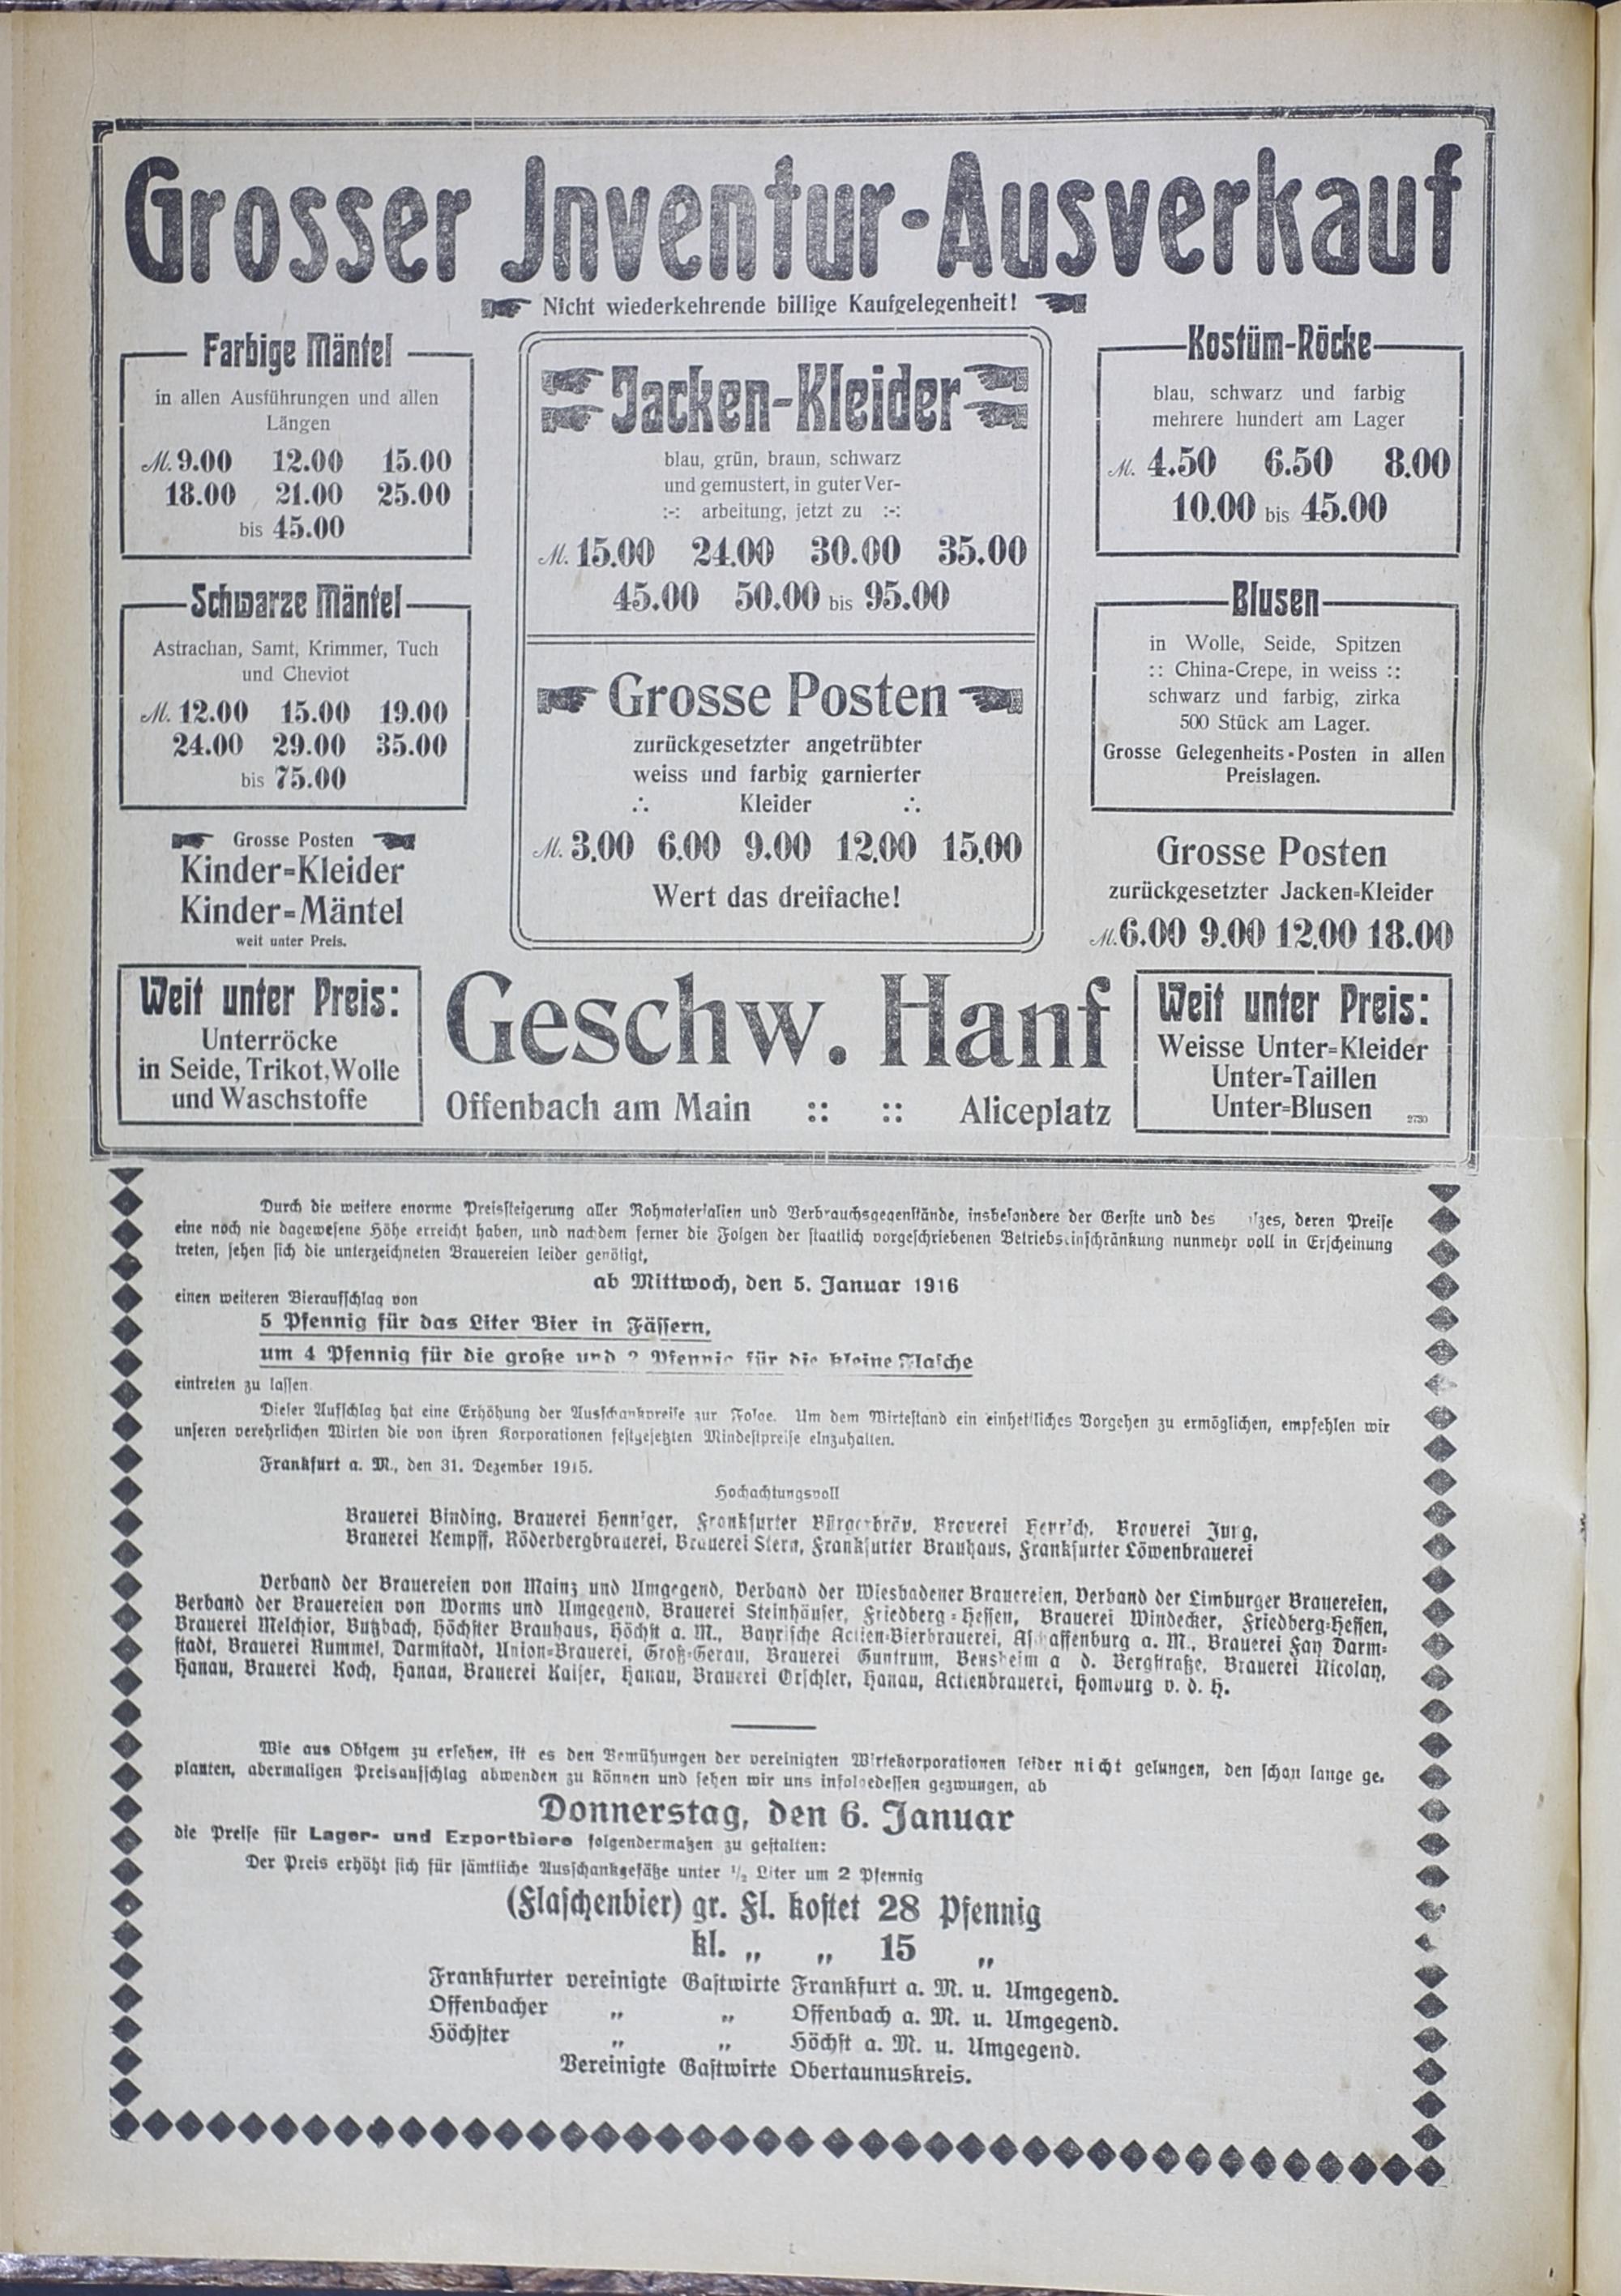 Grosser Inventur-Ausverkauf
Nicht wiederkehrende billige Kaufgelegenheit!
Farbige Mäntel
in allen Ausführungen und allen
Längen
M. 9.00 12.00 15.00
18.00 21.00 25.00
bis 45.00
Schwarze Mäntel
Astrachan, Samt, Krimmer, Tuch
und Cheviot
M. 12.00 15.00 19.00
24.00 29.00 35.00
bis 75.00
Grosse Posten
Kinder=Kleider
Kinder=Mäntel
weit unter Preis.
Jacken-Kleider
blau, grün, braun, schwarz
und gemustert, in guter Ver-
:-: arbeitung, jetzt zu :-:
M. 15.00 24.00 30.00 35.00
45.00 50.00 bis 95.00
Grosse Posten
zurückgesetzter angetrübter
weiss und farbig garnierter
∴ Kleider ∴
M. 3.00 6.00 9.00 12.00 15.00
Wert das dreifache!
Kostüm-Röcke
blau, schwarz und farbig
mehrere hundert am Lager
M. 4.50 6.50 8.00
10.00 bis 45.00
Blusen
in Wolle, Seide, Spitzen
:: China-Crepe, in weiss ::
schwarz und farbig, zirka
500 Stück am Lager.
Grosse Gelegenheits-Posten in allen
Preislagen.
Grosse Posten
zurückgesetzter Jacken=Kleider
M. 6.00 9.00 12.00 18.00
Weit unter Preis:
Unterröcke
in Seide, Trikot, Wolle
und Waschstoffe
Geschw. Hanf
Offenbach am Main :: :: Aliceplatz
Weit unter Preis:
Weisse Unter=Kleider
Unter=Taillen
Unter=Blusen
2730
Durch die weitere enorme Preissteigerung aller Rohmaterialien und Verbrauchsgegenstände, insbesondere der Gerste und des deren Preise
eine noch nie dagewesene Höhe erreicht haben, und nachdem ferner die Folgen der staatlich vorgeschriebenen Betriebseinschränkung nunmehr voll in Erscheinung
treten, sehen sich die unterzeichneten Brauereien leider genötigt,
ab Mittwoch, den 5. Januar 1916
einen weiteren Bieraufschlag von
5 Pfennig für das Liter Bier in Fässern,
um 4 Pfennig für die große und 2 Pfennig für die kleine Flasche
eintreten zu lassen.
Dieser Aufschlag hat eine Erhöhung der Ausschankpreise zur Folge. Um dem Wirtestand ein einheitliches Vorgehen zu ermöglichen, empfehlen wir
unseren verehrlichen Wirten die von ihren Korporationen festgesetzten Mindestpreise einzuhalten.
Frankfurt a. M., den 31. Dezember 1915.
Hochachtungsvoll
Brauerei Binding, Brauerei Henniger, Frankfurter Bürgerbräu, Brauerei Henrich, Brauerei Jung,
Brauerei Kempff, Röderbergbrauerei, Brauerei Stern, Frankfurter Brauhaus, Frankfurter Löwenbrauerei
Verband der Brauereien von Mainz und Umgegend, Verband der Wiesbadener Brauereien, Verband der Limburger Brauereien,
Verband der Brauereien von Worms und Umgegend, Brauerei Steinhäuser, Friedberg=Hessen, Brauerei Windecker, Friedberg=Hessen,
Brauerei Melchior, Butzbach, Höchster Brauhaus, Höchst a. M., Bayrische Actien=Bierbrauerei, Aschaffenburg a. M., Brauerei Fay Darm=
stadt, Brauerei Rummel, Darmstadt, Union=Brauerei, Groß=Gerau, Brauerei Guntrum, Bensheim a d. Bergstraße, Brauerei Nicolay,
Hanau, Brauerei Koch, Hanau, Brauerei Kaiser, Hanau, Brauerei Orschler, Hanau, Actienbrauerei, Homburg v. d. H.
Wie aus Obigem zu ersehen, ist es den Bemühungen der vereinigten Wirtekorporationen leider nicht gelungen, den schon lange ge-
planten, abermaligen Preisaufschlag abwenden zu können und sehen wir uns infolgedessen gezwungen, ab
Donnerstag, den 6. Januar
die Preise für Lager- und Exportbiere folgendermaßen zu gestalten:
Der Preis erhöht sich für sämtliche Ausschankgefäße unter 1/2 Liter um 2 Pfennig
(Flaschenbier) gr. Fl. kostet 28 Pfennig
kl. „ „ 15 „
Frankfurter vereinigte Gastwirte Frankfurt a. M. u. Umgegend.
Offenbacher „ „ Offenbach a. M. u. Umgegend.
Höchster „ „ Höchst a. M. u. Umgegend.
Vereinigte Gastwirte Obertaunuskreis.